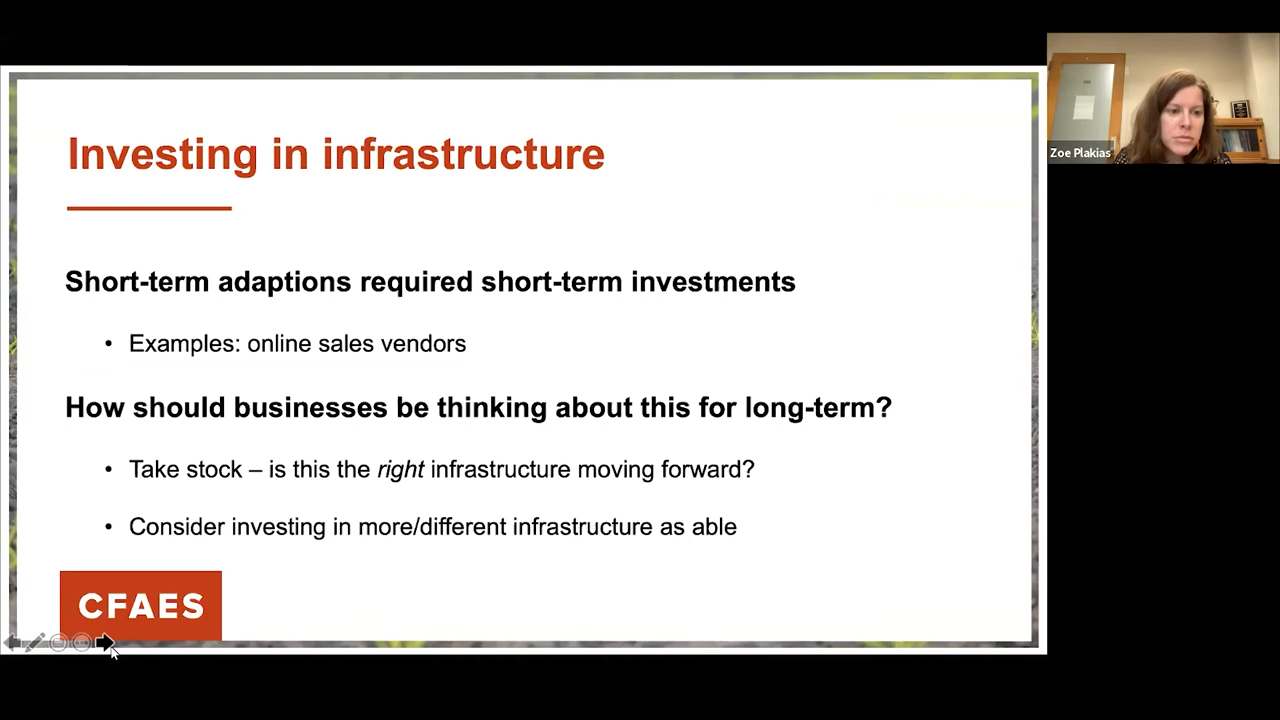 Investing in infrastructure
Short-term adaptions required short-term investments
• Examples: online sales vendors
How should businesses be thinking about this for long-term?
• Take stock – is this the right infrastructure moving forward?
• Consider investing in more/different infrastructure as able
CFAES
Zoe Plakias